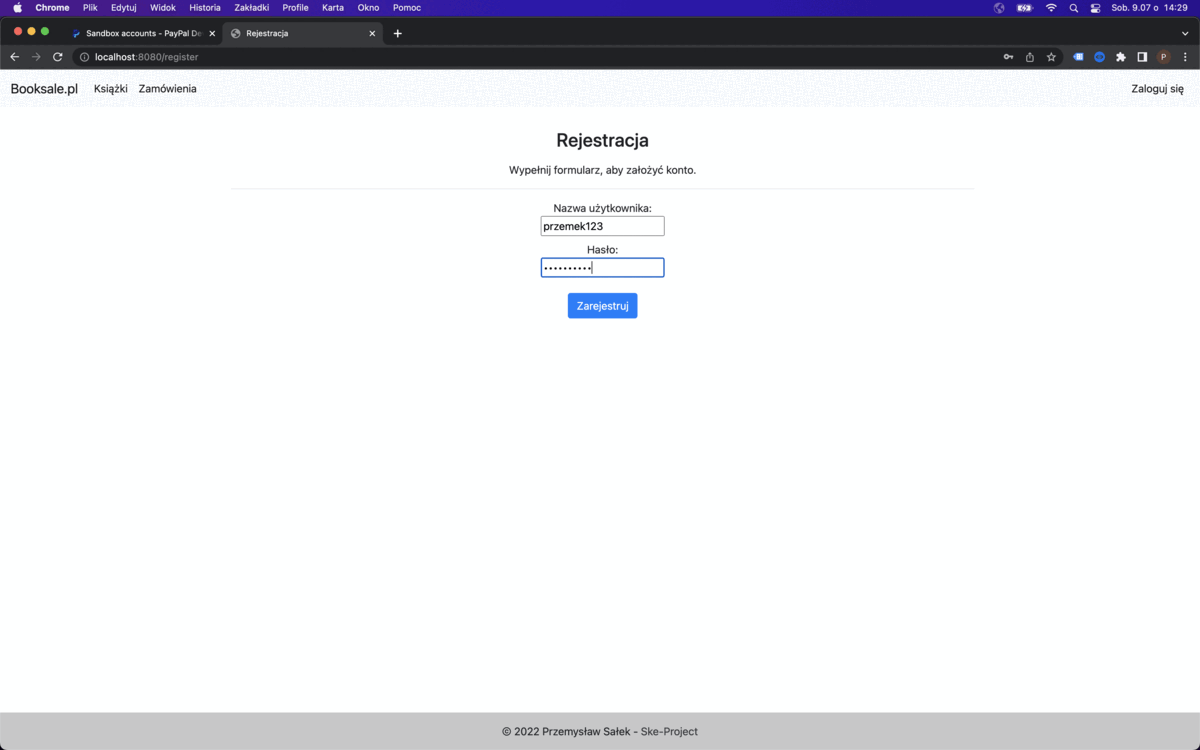 Chrome Plik Edytuj Widok Historia Zakładki Profile Karta Okno Pomoc Sob. 9.07 o 14:29
Sandbox accounts - PayPal De Rejestracja
localhost:8080/register P
Booksale.pl Książki Zamówienia Zaloguj się
Rejestracja
Wypełnij formularz, aby założyć konto.
Nazwa użytkownika:
przemek123
Hasło:
••••••••••
Zarejestruj
© 2022 Przemysław Sałek - Ske-Project